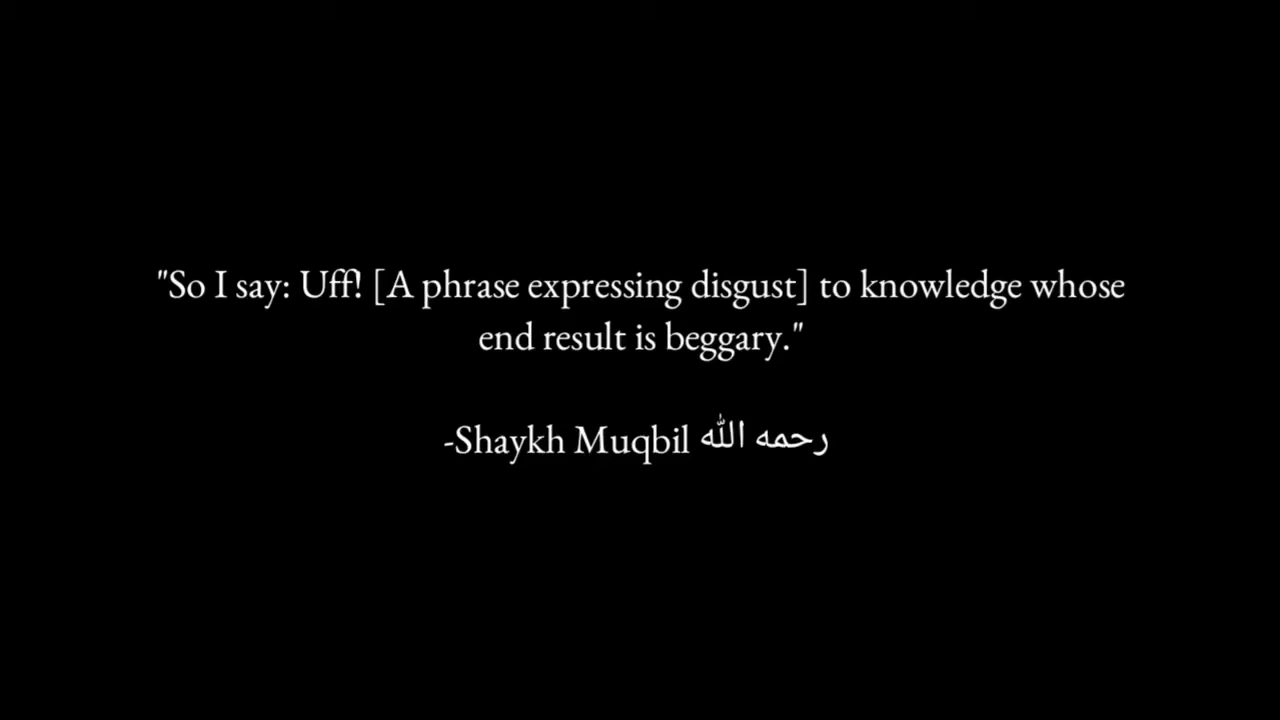 "So I say: Uff! [A phrase expressing disgust] to knowledge whose
end result is beggary."
-Shaykh Muqbil رحمه الله